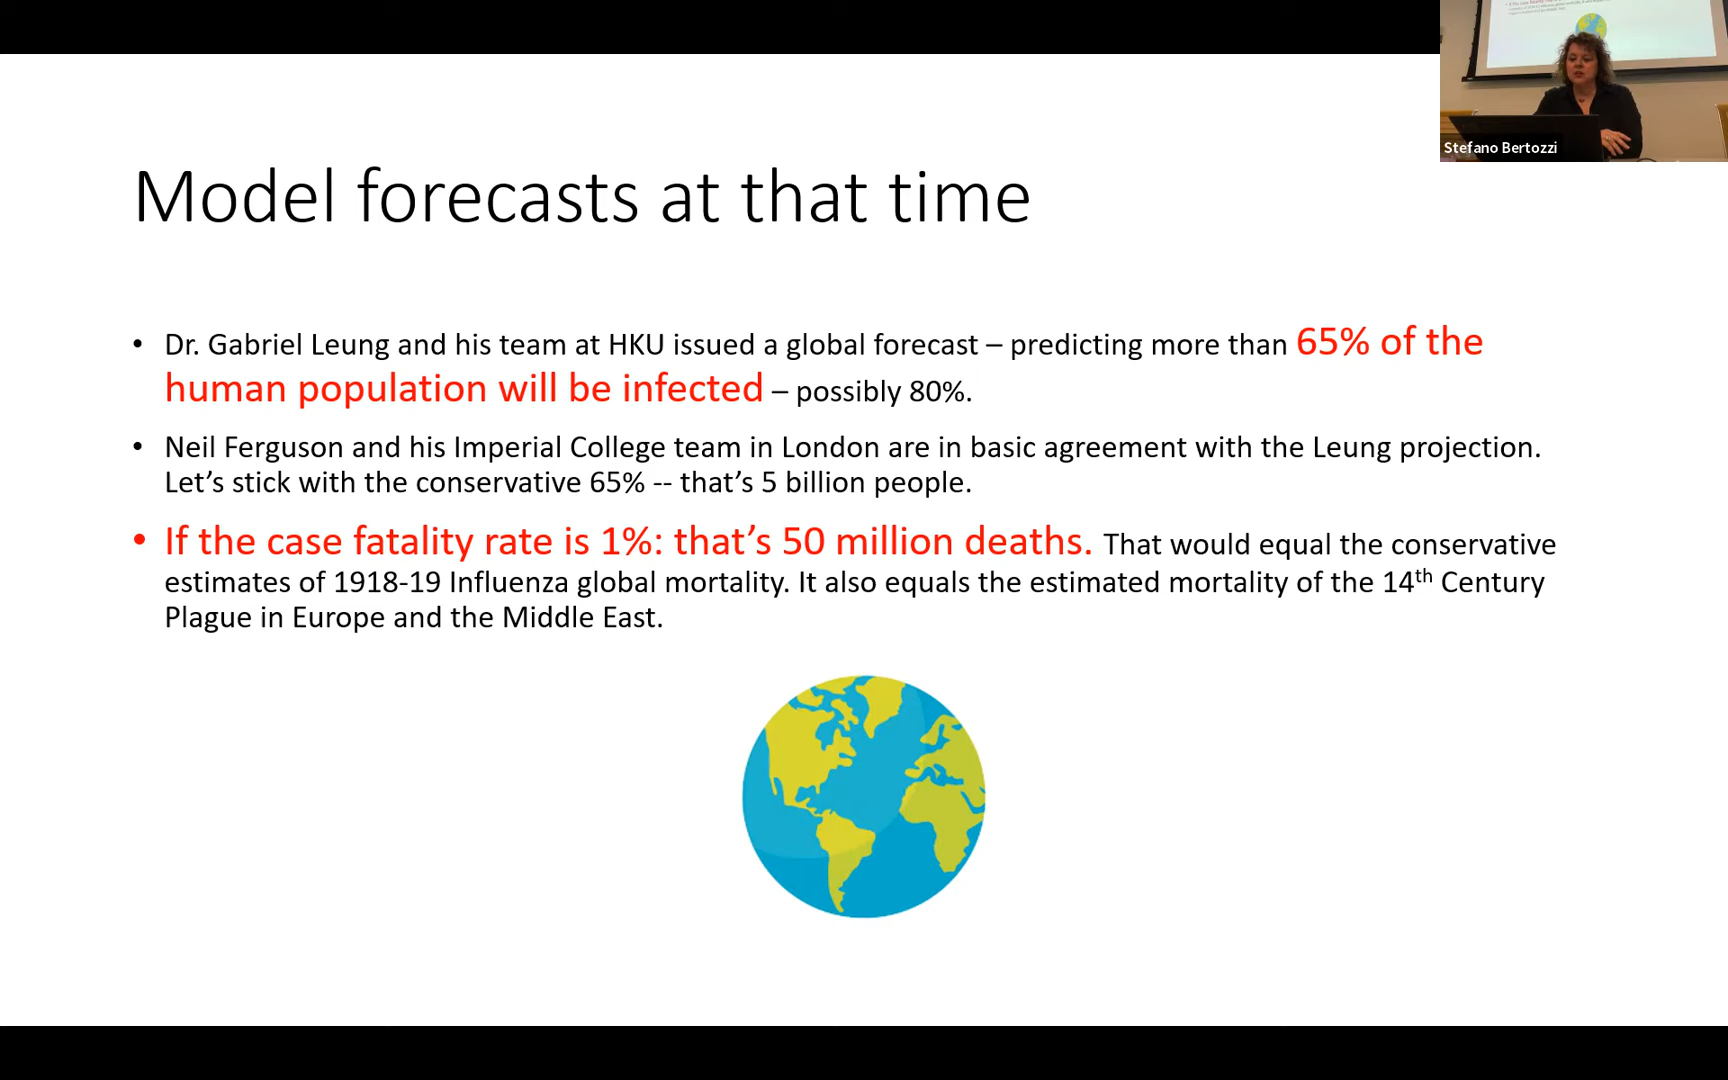 Stefano Bertozzi
Model forecasts at that time
• Dr. Gabriel Leung and his team at HKU issued a global forecast – predicting more than 65% of the
human population will be infected – possibly 80%.
• Neil Ferguson and his Imperial College team in London are in basic agreement with the Leung projection.
Let’s stick with the conservative 65% -- that’s 5 billion people.
• If the case fatality rate is 1%: that’s 50 million deaths. That would equal the conservative
estimates of 1918-19 Influenza global mortality. It also equals the estimated mortality of the 14th Century
Plague in Europe and the Middle East.